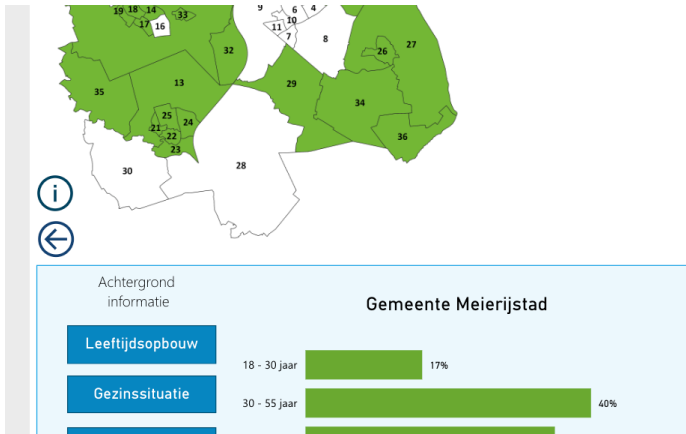 19 18 14 33
17 16
9 6 4
10
11
7 8
32
26 27
35 13 29 34
25
21 24
22
23
36
30 28
i
Achtergrond
informatie
Gemeente Meierijstad
Leeftijdsopbouw
18 - 30 jaar 17%
Gezinssituatie
30 - 55 jaar 40%